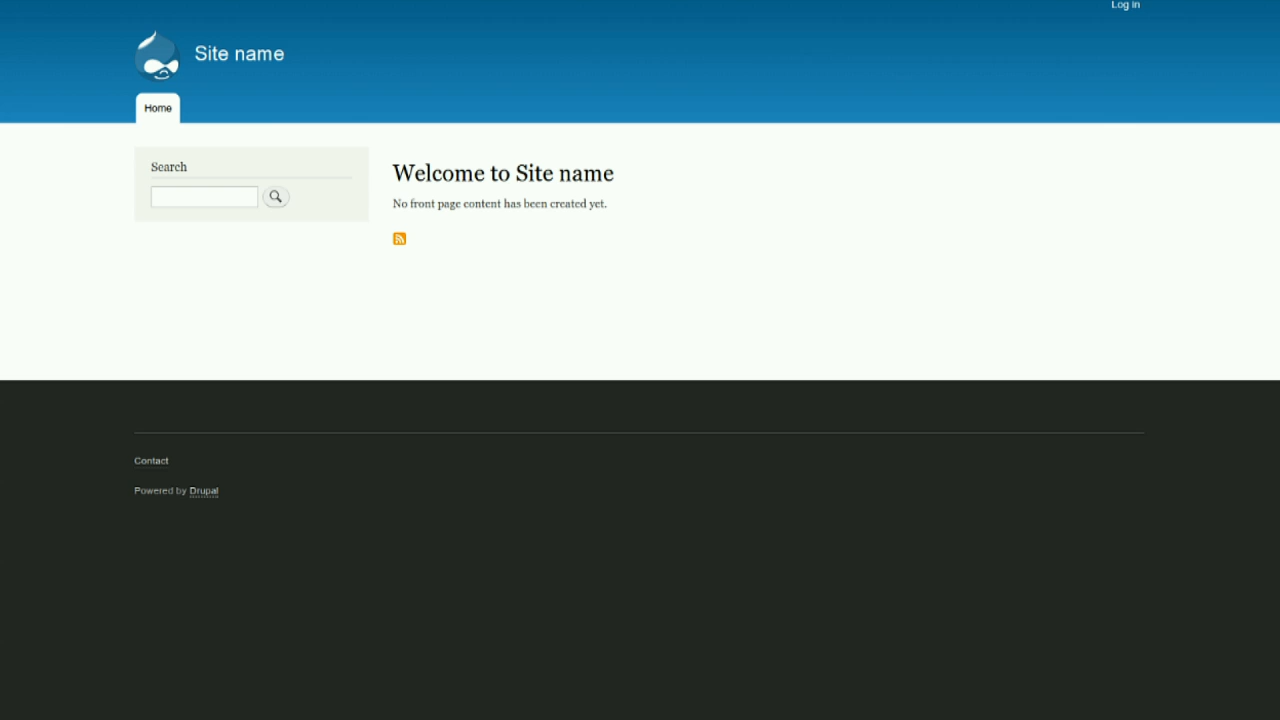 Log in
Site name
Home
Search
Welcome to Site name
No front page content has been created yet.
Contact
Powered by Drupal